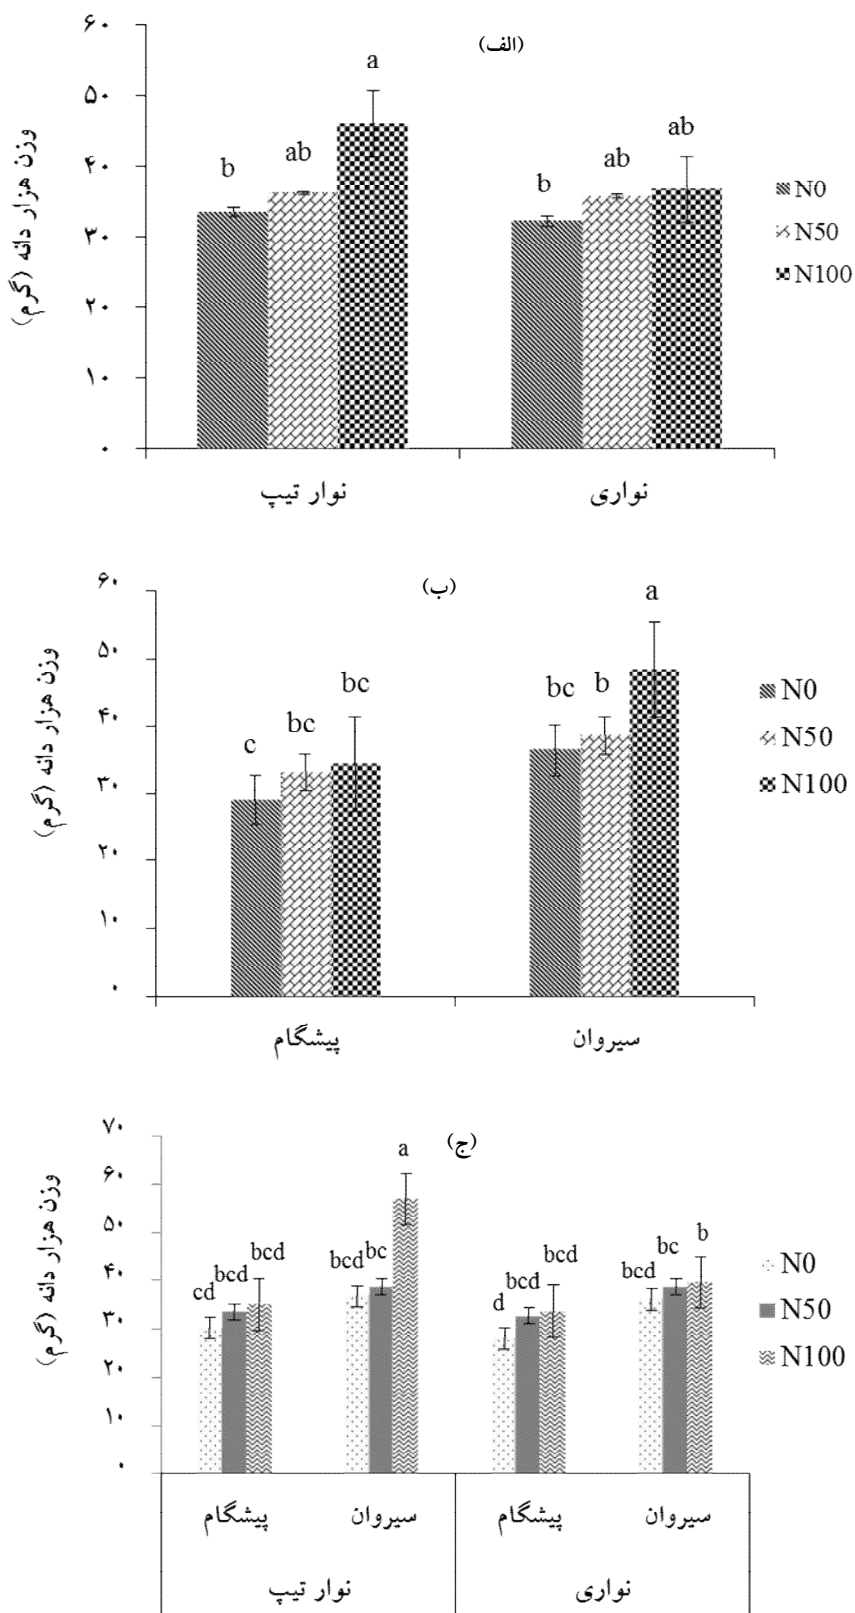 (الف)
وزن هزار دانه (گرم)
۶۰
۵۰
۴۰
۳۰
۲۰
۱۰
۰
b
ab
a
b
ab
ab
N0
N50
N100
نوار تیپ
نواری
(ب)
وزن هزار دانه (گرم)
۶۰
۵۰
۴۰
۳۰
۲۰
۱۰
۰
c
bc
bc
bc
b
a
N0
N50
N100
پیشگام
سیروان
(ج)
وزن هزار دانه (گرم)
۷۰
۶۰
۵۰
۴۰
۳۰
۲۰
۱۰
۰
cd
bcd
bcd
bcd
bc
a
d
bcd
bcd
bcd
bc
b
N0
N50
N100
پیشگام
سیروان
پیشگام
سیروان
نوار تیپ
نواری